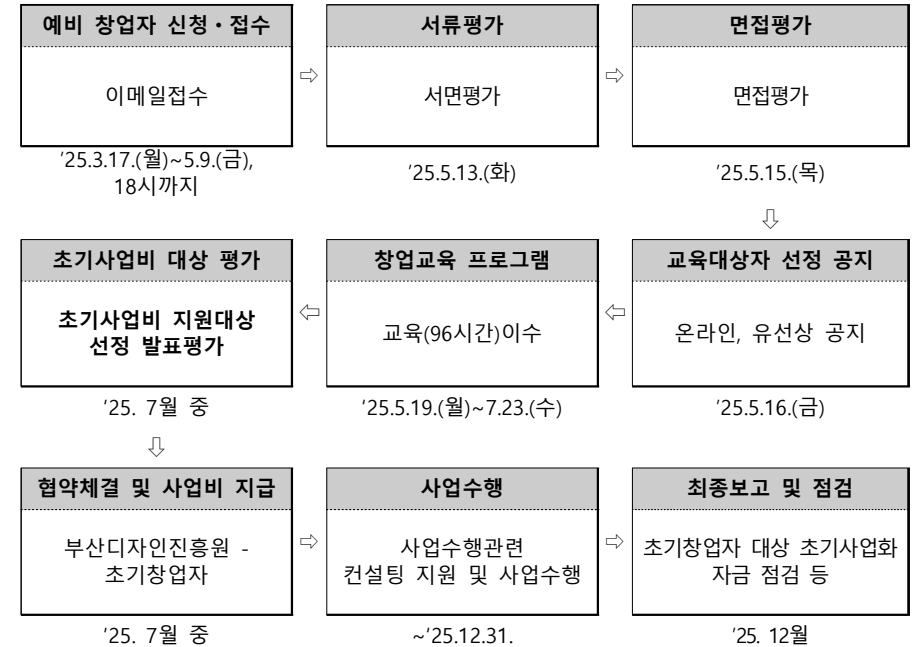 예비 창업자 신청·접수
이메일접수
'25.3.17.(월)~5.9.(금),
18시까지
⇨
서류평가
서면평가
'25.5.13.(화)
⇨
면접평가
면접평가
'25.5.15.(목)
⇩
교육대상자 선정 공지
온라인, 유선상 공지
'25.5.16.(금)
⇦
창업교육 프로그램
교육(96시간)이수
'25.5.19.(월)~7.23.(수)
⇦
초기사업비 대상 평가
초기사업비 지원대상
선정 발표평가
'25. 7월 중
⇩
협약체결 및 사업비 지급
부산디자인진흥원 -
초기창업자
'25. 7월 중
⇨
사업수행
사업수행관련
컨설팅 지원 및 사업수행
~'25.12.31.
⇨
최종보고 및 점검
초기창업자 대상 초기사업화
자금 점검 등
'25. 12월